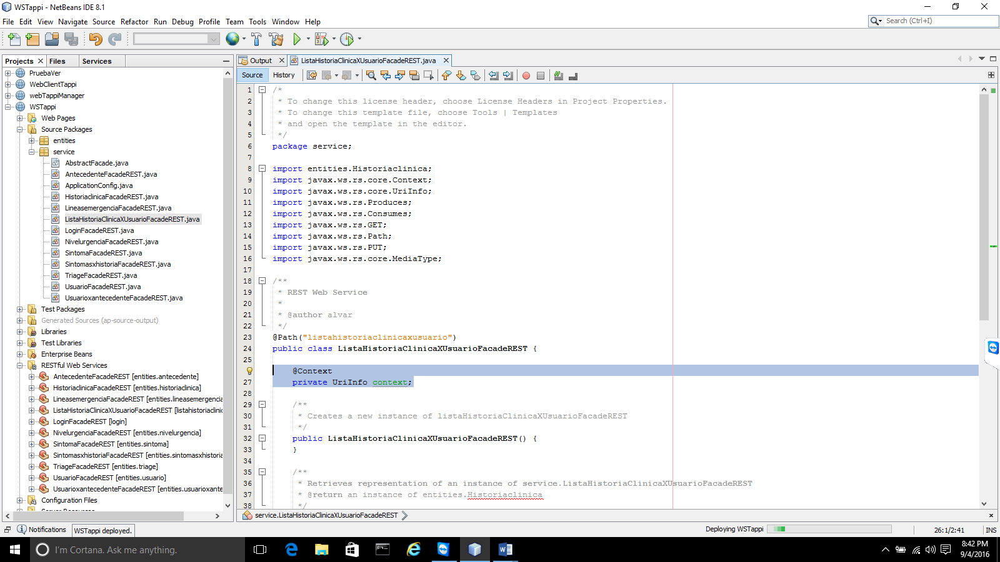 WSTappi - NetBeans IDE 8.1
File Edit View Navigate Source Refactor Run Debug Profile Team Tools Window Help
Search (Ctrl+I)
Projects Files Services
PruebaVer
WebClientTappi
webTappiManager
WSTappi
Web Pages
Source Packages
entities
service
AbstractFacade.java
AntecedenteFacadeREST.java
ApplicationConfig.java
HistoriaclinicaFacadeREST.java
LineasemergenciaFacadeREST.java
ListaHistoriaClinicaXUsuarioFacadeREST.java
LoginFacadeREST.java
NivelurgenciaFacadeREST.java
SintomaFacadeREST.java
SintomasxhistoriaFacadeREST.java
TriageFacadeREST.java
UsuarioFacadeREST.java
UsuarioxantecedenteFacadeREST.java
Test Packages
Generated Sources (ap-source-output)
Libraries
Test Libraries
Enterprise Beans
RESTful Web Services
AntecedenteFacadeREST [entities.antecedente]
HistoriaclinicaFacadeREST [entities.historiaclinica]
LineasemergenciaFacadeREST [entities.lineasemergencia
ListaHistoriaClinicaXUsuarioFacadeREST [listahistoriaclini
LoginFacadeREST [login]
NivelurgenciaFacadeREST [entities.nivelurgencia]
SintomaFacadeREST [entities.sintoma]
SintomasxhistoriaFacadeREST [entities.sintomasxhistoria
TriageFacadeREST [entities.triage]
UsuarioFacadeREST [entities.usuario]
UsuarioxantecedenteFacadeREST [entities.usuarioxante
Configuration Files
Server Resources
Output ListaHistoriaClinicaXUsuarioFacadeREST.java
Source History
1 /*
2 * To change this license header, choose License Headers in Project Properties.
3 * To change this template file, choose Tools | Templates
4 * and open the template in the editor.
5 */
6 package service;
7
8 import entities.Historiaclinica;
9 import javax.ws.rs.core.Context;
10 import javax.ws.rs.core.UriInfo;
11 import javax.ws.rs.Produces;
12 import javax.ws.rs.Consumes;
13 import javax.ws.rs.GET;
14 import javax.ws.rs.Path;
15 import javax.ws.rs.PUT;
16 import javax.ws.rs.core.MediaType;
17
18 /**
19 * REST Web Service
20 *
21 * @author alvar
22 */
23 @Path("listahistoriaclinicaxusuario")
24 public class ListaHistoriaClinicaXUsuarioFacadeREST {
25
@Context
27 private UriInfo context;
28
29 /**
30 * Creates a new instance of listaHistoriaClinicaXUsuarioFacadeREST
31 */
32 public ListaHistoriaClinicaXUsuarioFacadeREST() {
33 }
34
35 /**
36 * Retrieves representation of an instance of service.ListaHistoriaClinicaXUsuarioFacadeREST
37 * @return an instance of entities.Historiaclinica
38 */
service.ListaHistoriaClinicaXUsuarioFacadeREST
Notifications WSTappi deployed. Deploying WSTappi 26:1/2:41 INS
I'm Cortana. Ask me anything.
8:42 PM
9/4/2016